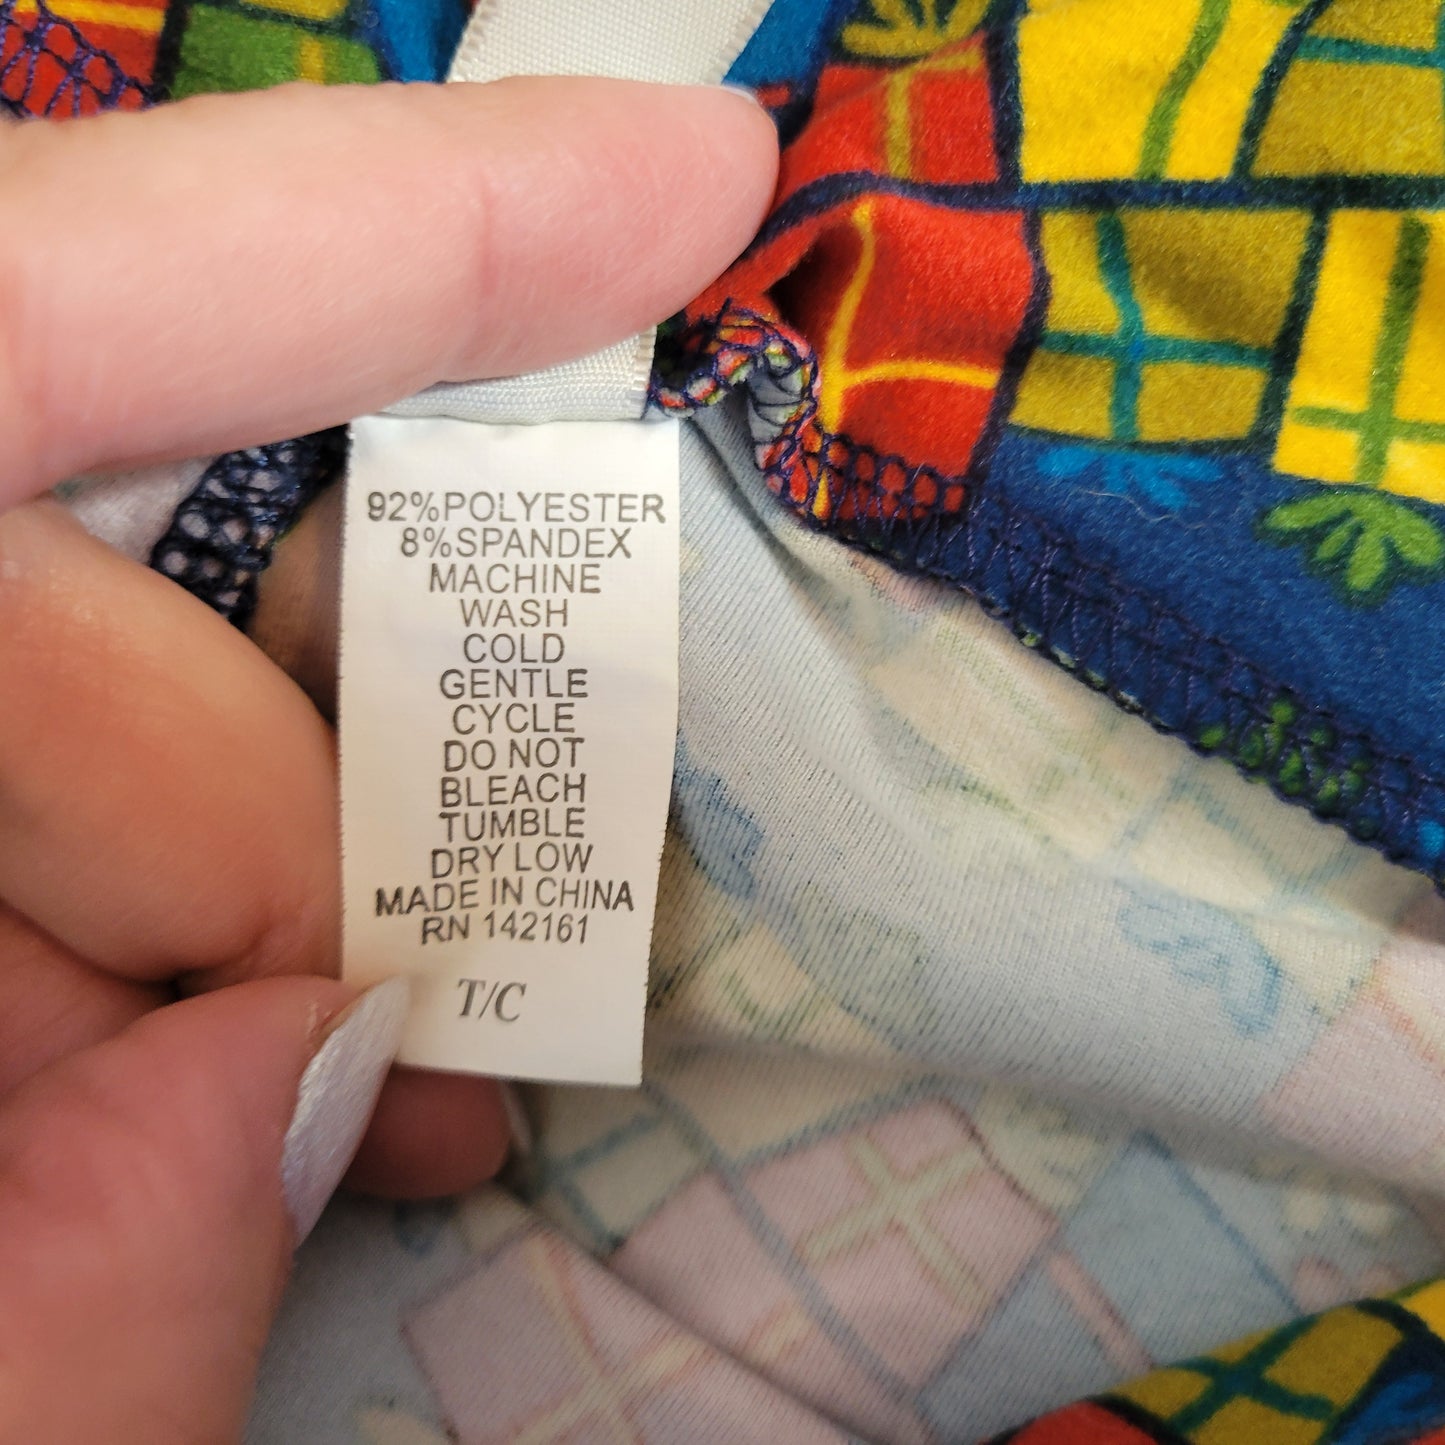 92%POLYESTER
8%SPANDEX
MACHINE
WASH
COLD
GENTLE
CYCLE
DO NOT
BLEACH
TUMBLE
DRY LOW
MADE IN CHINA
RN 142161
T/C